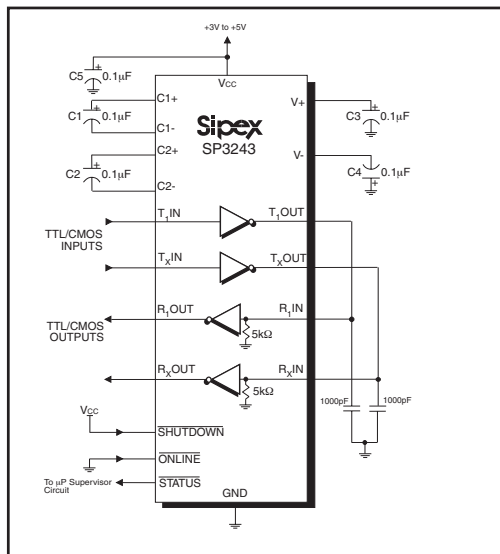 +3V to +5V
VCC
C5 + 0.1µF
C1+
C1 + 0.1µF
C1-
C2+
C2 + 0.1µF
C2-
Sipex
SP3243
V+
C3 + 0.1µF
V-
C4 0.1µF +
TTL/CMOS
INPUTS
T1IN
T1OUT
TXIN
TXOUT
TTL/CMOS
OUTPUTS
R1OUT
R1IN
5kΩ
RXOUT
RXIN
5kΩ
1000pF
1000pF
VCC
SHUTDOWN
ONLINE
To µP Supervisor
Circuit
STATUS
GND